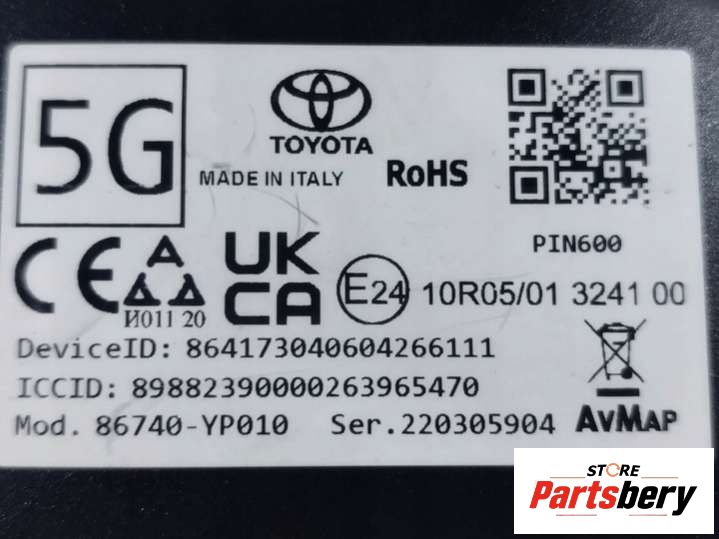 5G
TOYOTA
MADE IN ITALY RoHS
PIN600
CE A UK CA
И011 20
E24 10R05/01 3241 00
DeviceID: 864173040604266111
ICCID: 89882390000263965470
Mod. 86740-YP010 Ser.220305904 AvMap
STORE
Partsbery